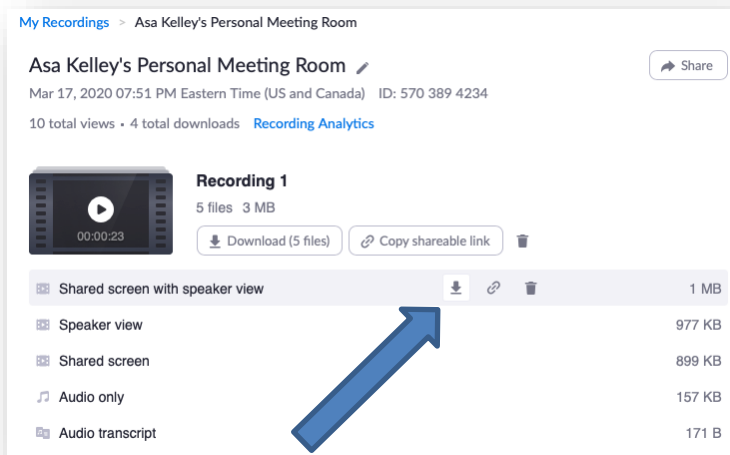 My Recordings > Asa Kelley's Personal Meeting Room
Asa Kelley's Personal Meeting Room
Share
Mar 17, 2020 07:51 PM Eastern Time (US and Canada) ID: 570 389 4234
10 total views • 4 total downloads Recording Analytics
Recording 1
5 files 3 MB
00:00:23
Download (5 files) Copy shareable link
Shared screen with speaker view 1 MB
Speaker view 977 KB
Shared screen 899 KB
Audio only 157 KB
Audio transcript 171 B